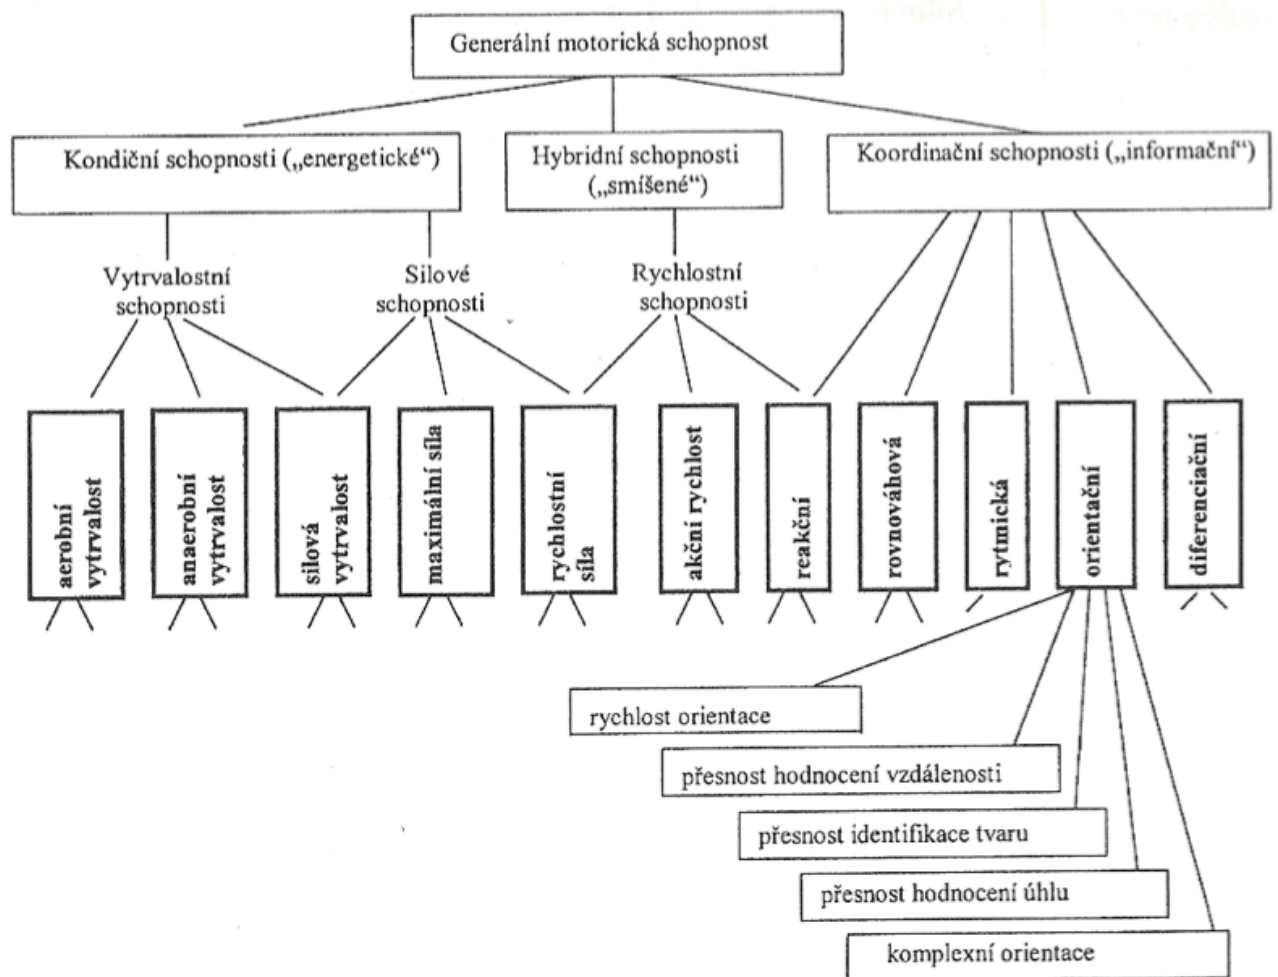 Generální motorická schopnost
Kondiční schopnosti („energetické“)
Hybridní schopnosti
(„smíšené“)
Koordinační schopnosti („informační“)
Vytrvalostní
schopnosti
Silové
schopnosti
Rychlostní
schopnosti
aerobní
vytrvalost
anaerobní
vytrvalost
silová
vytrvalost
maximální síla
rychlostní
síla
akční rychlost
reakční
rovnováhová
rytmická
orientační
diferenciační
rychlost orientace
přesnost hodnocení vzdálenosti
přesnost identifikace tvaru
přesnost hodnocení úhlu
komplexní orientace